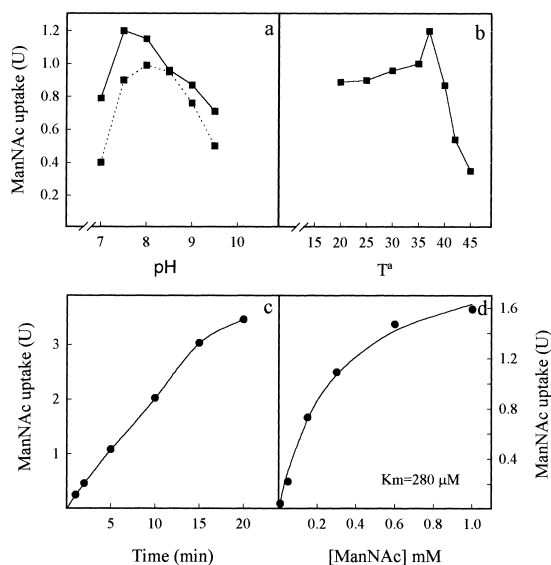 a
b
ManNAc uptake (U)
1.2
1.0
0.8
0.6
0.4
0.2
7 8 9 10
pH
15 20 25 30 35 40 45
Tª
c
d
ManNAc uptake (U)
3
2
1
5 10 15 20
Time (min)
Km=280 µM
0.2 0.4 0.6 0.8 1.0
[ManNAc] mM
1.6
1.2
0.8
0.4
ManNAc uptake (U)